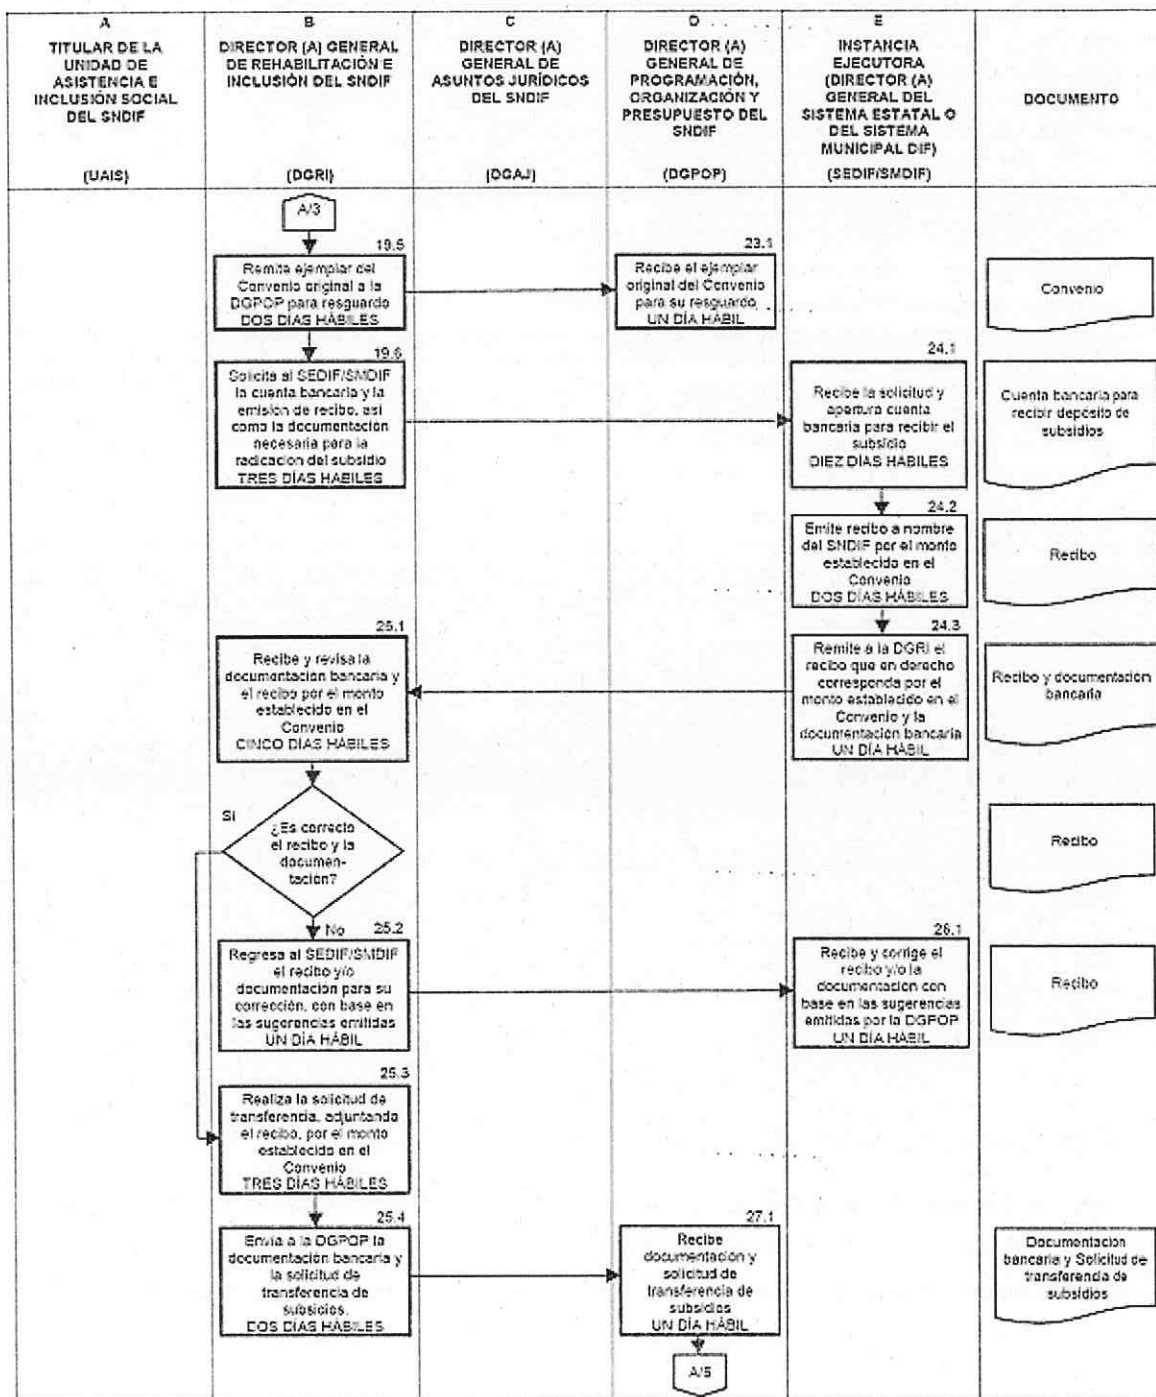 A
TITULAR DE LA
UNIDAD DE
ASISTENCIA E
INCLUSIÓN SOCIAL
DEL SNDIF
(UAIS)
B
DIRECTOR (A) GENERAL
DE REHABILITACIÓN E
INCLUSIÓN DEL SNDIF
(DGRI)
C
DIRECTOR (A)
GENERAL DE
ASUNTOS JURÍDICOS
DEL SNDIF
(DGAJ)
D
DIRECTOR (A)
GENERAL DE
PROGRAMACIÓN,
ORGANIZACIÓN Y
PRESUPUESTO DEL
SNDIF
(DGPOP)
E
INSTANCIA
EJECUTORA
(DIRECTOR (A)
GENERAL DEL
SISTEMA ESTATAL O
DEL SISTEMA
MUNICIPAL DIF)
(SEDIF/SMDIF)
DOCUMENTO
A/3
19.5
Remite ejemplar del
Convenio original a la
DGPOP para resguardo
DOS DÍAS HÁBILES
23.1
Recibe el ejemplar
original del Convenio
para su resguardo
UN DÍA HÁBIL
Convenio
19.6
Solicita al SEDIF/SMDIF
la cuenta bancaria y la
emisión de recibo, así
como la documentación
necesaria para la
radicación del subsidio
TRES DÍAS HÁBILES
24.1
Recibe la solicitud y
apertura cuenta
bancaria para recibir el
subsidio
DIEZ DÍAS HÁBILES
Cuenta bancaria para
recibir depósito de
subsidios
24.2
Emite recibo a nombre
del SNDIF por el monto
establecido en el
Convenio
DOS DÍAS HÁBILES
Recibo
25.1
Recibe y revisa la
documentación bancaria y
el recibo por el monto
establecido en el
Convenio
CINCO DÍAS HÁBILES
24.3
Remite a la DGRI el
recibo que en derecho
corresponda por el
monto establecido en el
Convenio y la
documentación bancaria
UN DÍA HÁBIL
Recibo y documentación
bancaria
Sí
¿Es correcto
el recibo y la
documen-
tación?
Recibo
No
25.2
Regresa al SEDIF/SMDIF
el recibo y/o
documentación para su
corrección, con base en
las sugerencias emitidas
UN DÍA HÁBIL
26.1
Recibe y corrige el
recibo y/o la
documentación con
base en las sugerencias
emitidas por la DGPOP
UN DÍA HÁBIL
Recibo
25.3
Realiza la solicitud de
transferencia, adjuntando
el recibo, por el monto
establecido en el
Convenio
TRES DÍAS HÁBILES
25.4
Envía a la DGPOP la
documentación bancaria y
la solicitud de
transferencia de
subsidios.
DOS DÍAS HÁBILES
27.1
Recibe
documentación y
solicitud de
transferencia de
subsidios
UN DÍA HÁBIL
Documentación
bancaria y Solicitud de
transferencia de
subsidios
A/5